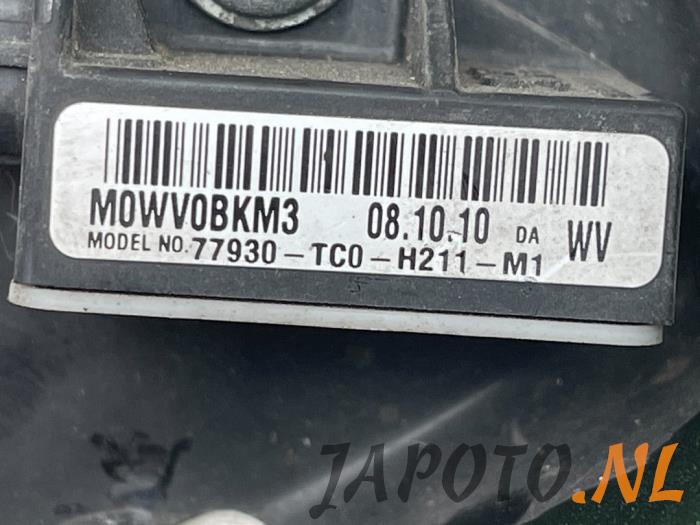 M0WV0BKM3 08.10.10 DA WV
MODEL NO.77930-TC0-H211-M1
JAPOTO.NL